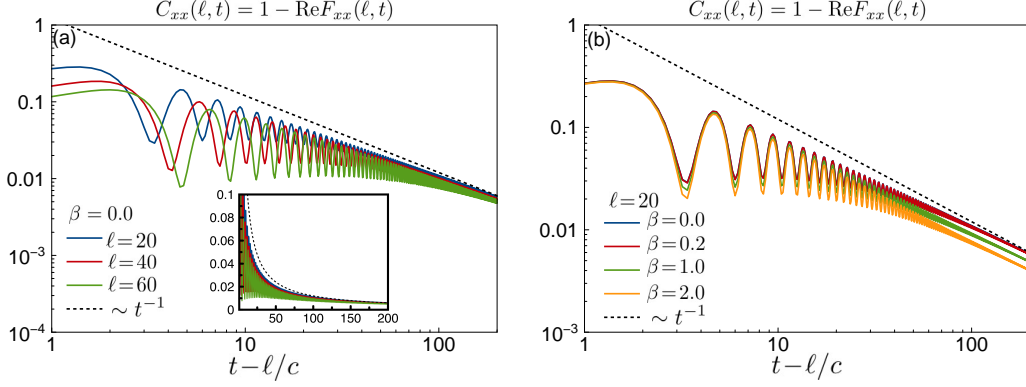 C_{xx}(ℓ, t) = 1 − ReF_{xx}(ℓ, t)
(a)
1
0.1
0.01
10^{−3}
10^{−4}
β = 0.0
ℓ=20
ℓ=40
ℓ=60
∼ t^{−1}
0.1
0.08
0.06
0.04
0.02
0
50 100 150 200
1 10 100
t−ℓ/c
C_{xx}(ℓ, t) = 1 − ReF_{xx}(ℓ, t)
(b)
1
0.1
0.01
10^{−3}
ℓ=20
β=0.0
β=0.2
β=1.0
β=2.0
∼ t^{−1}
1 10 100
t−ℓ/c